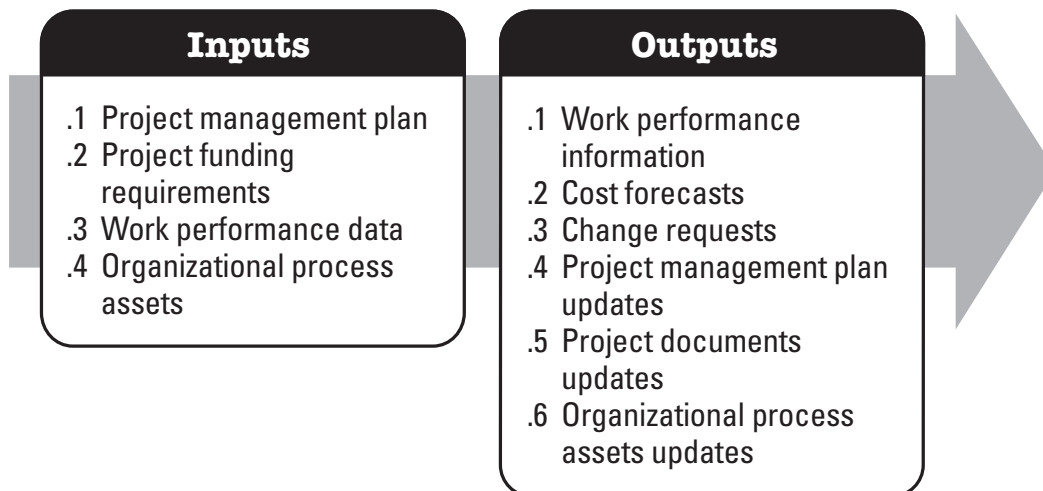 Inputs
.1 Project management plan
.2 Project funding
requirements
.3 Work performance data
.4 Organizational process
assets
Outputs
.1 Work performance
information
.2 Cost forecasts
.3 Change requests
.4 Project management plan
updates
.5 Project documents
updates
.6 Organizational process
assets updates